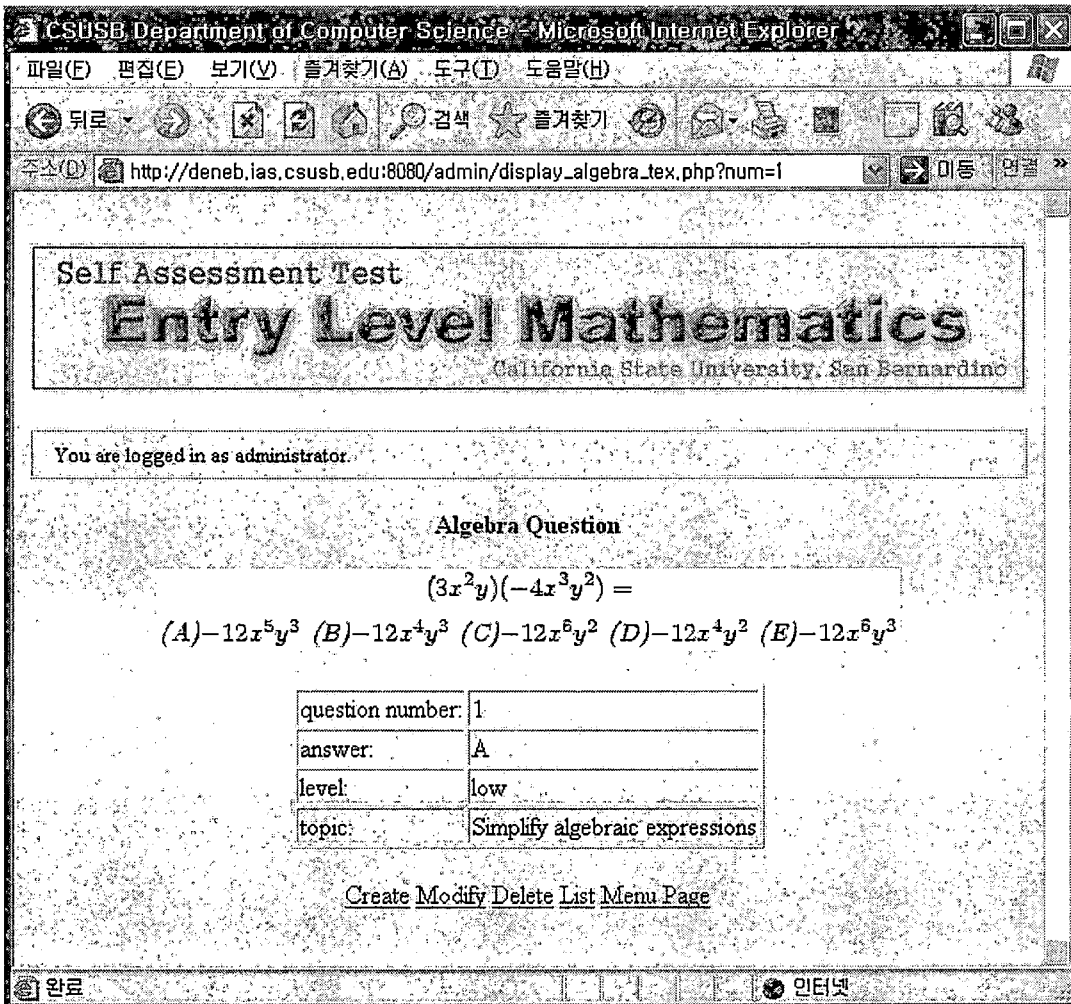 CSUSB Department of Computer Science - Microsoft Internet Explorer
파일(F) 편집(E) 보기(V) 즐겨찾기(A) 도구(T) 도움말(H)
뒤로 검색 즐겨찾기
주소(D) http://deneb.ias.csusb.edu:8080/admin/display_algebra_tex.php?num=1 이동 연결 »
Self Assessment Test
Entry Level Mathematics
California State University, San Bernardino
You are logged in as administrator.
Algebra Question
(3x²y)(−4x³y²) =
(A)−12x⁵y³ (B)−12x⁴y³ (C)−12x⁶y² (D)−12x⁴y² (E)−12x⁶y³
question number: 1
answer: A
level: low
topic: Simplify algebraic expressions
Create Modify Delete List Menu Page
완료 인터넷